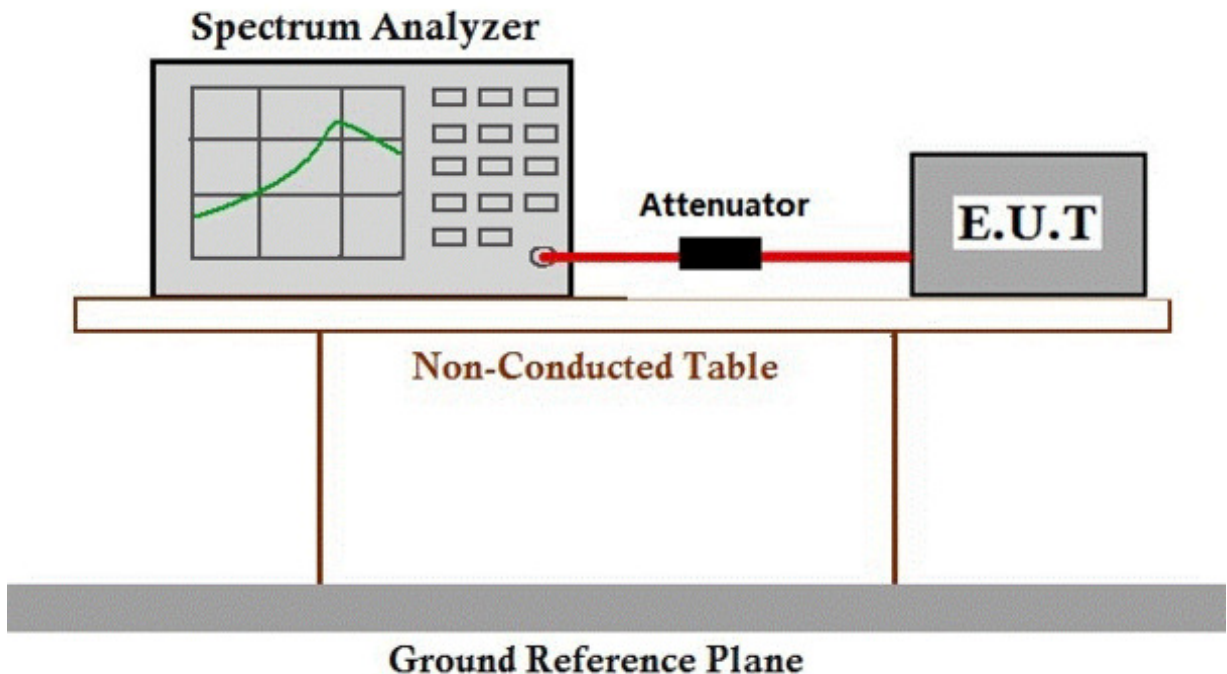 Spectrum Analyzer
Attenuator
E.U.T
Non-Conducted Table
Ground Reference Plane